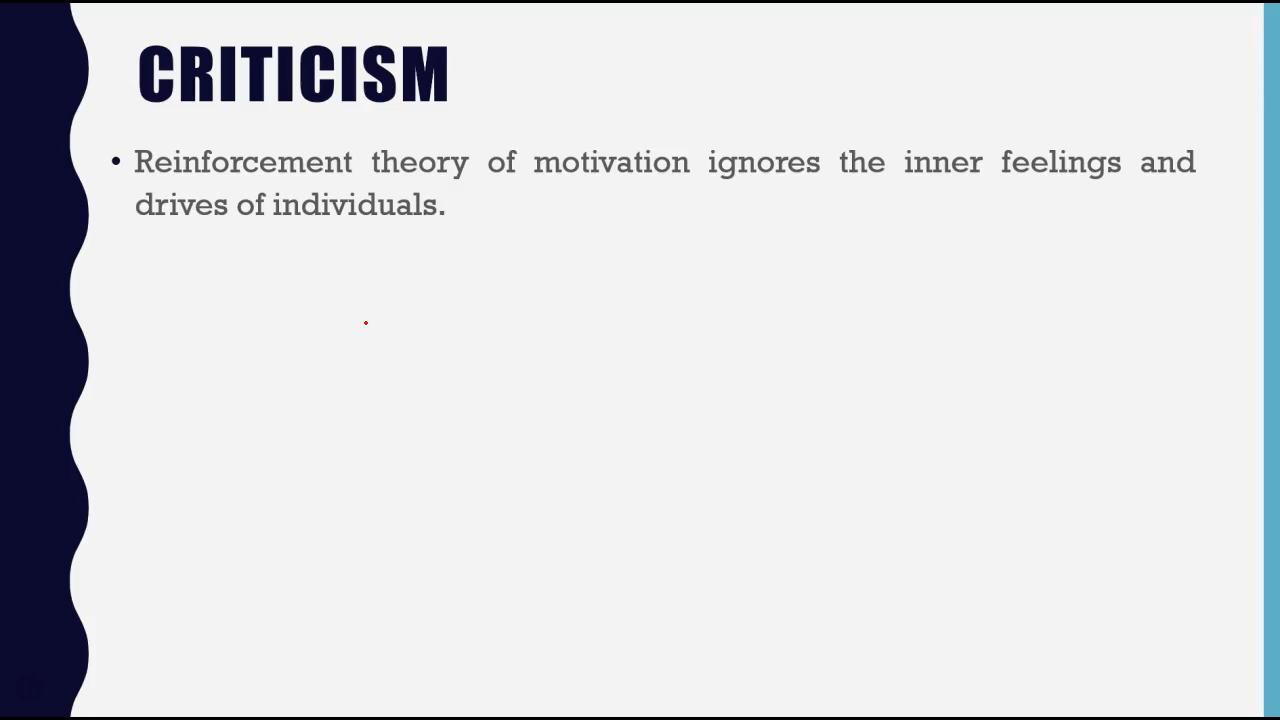 CRITICISM
• Reinforcement theory of motivation ignores the inner feelings and
drives of individuals.